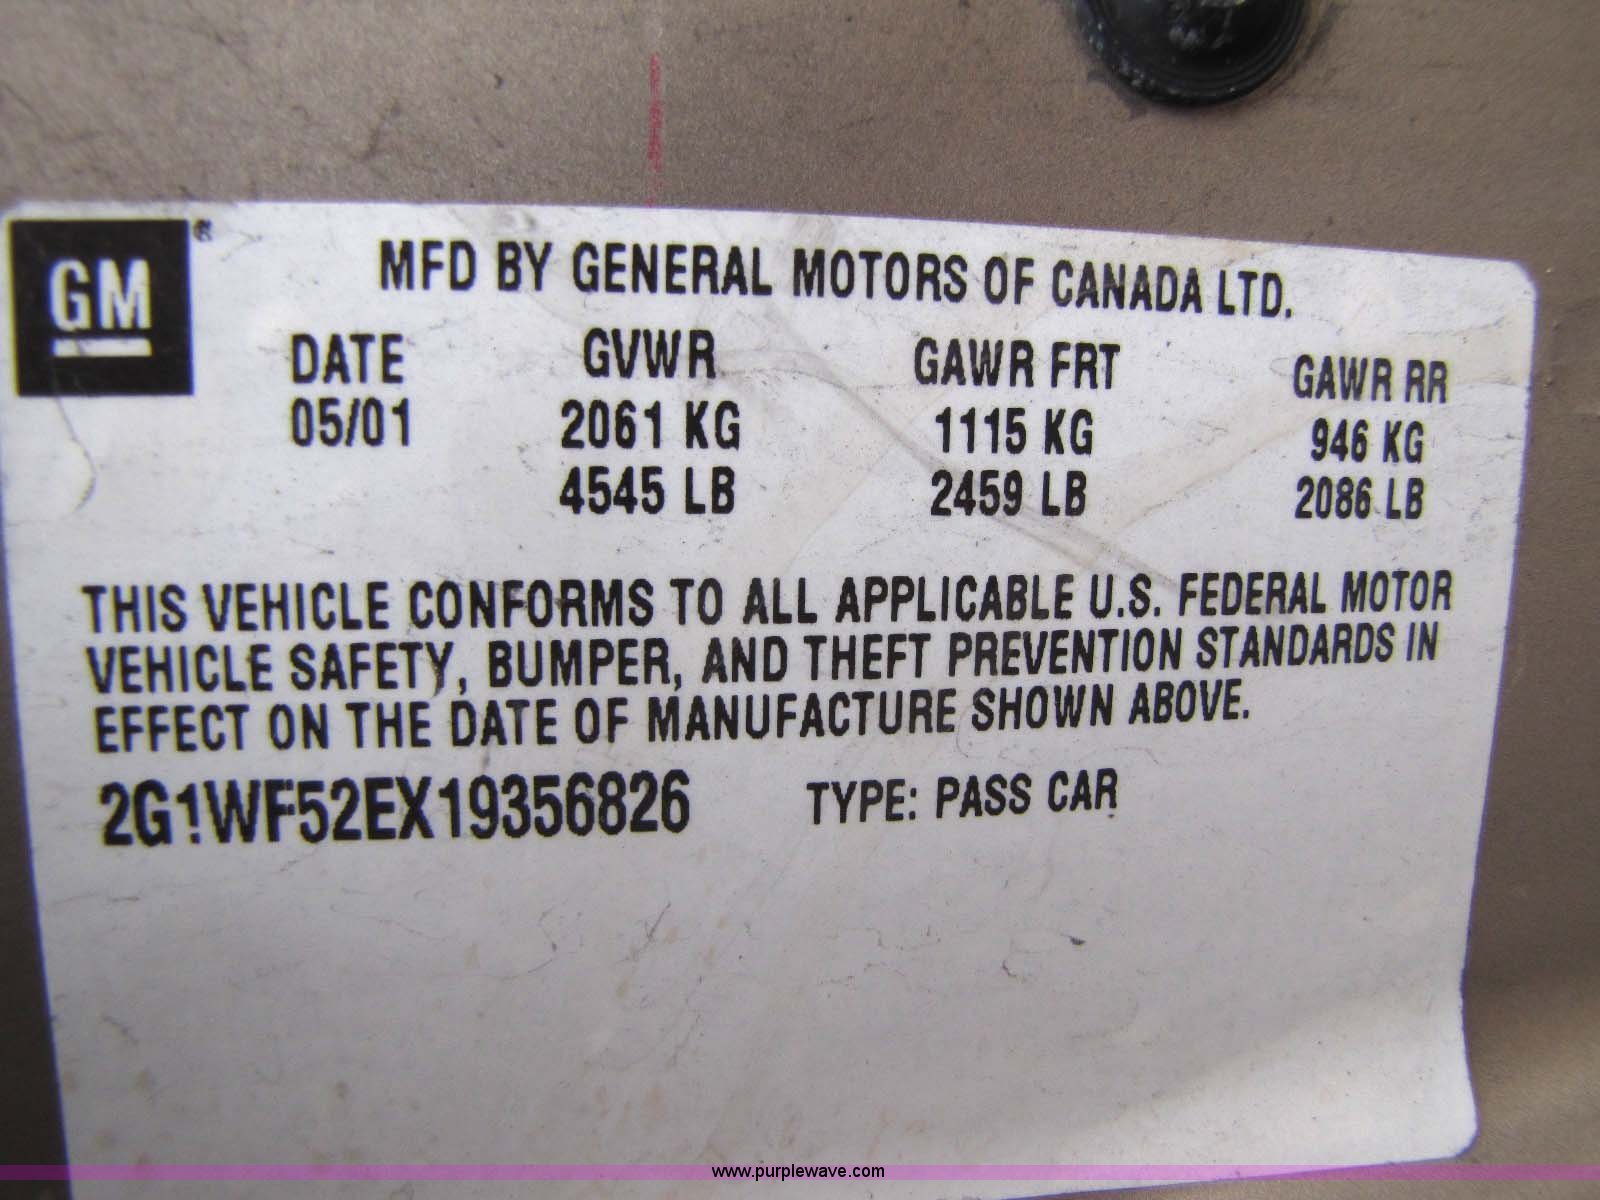 GM®
MFD BY GENERAL MOTORS OF CANADA LTD.
DATE GVWR GAWR FRT GAWR RR
05/01 2061 KG 1115 KG 946 KG
4545 LB 2459 LB 2086 LB
THIS VEHICLE CONFORMS TO ALL APPLICABLE U.S. FEDERAL MOTOR
VEHICLE SAFETY, BUMPER, AND THEFT PREVENTION STANDARDS IN
EFFECT ON THE DATE OF MANUFACTURE SHOWN ABOVE.
2G1WF52EX19356826 TYPE: PASS CAR
www.purplewave.com